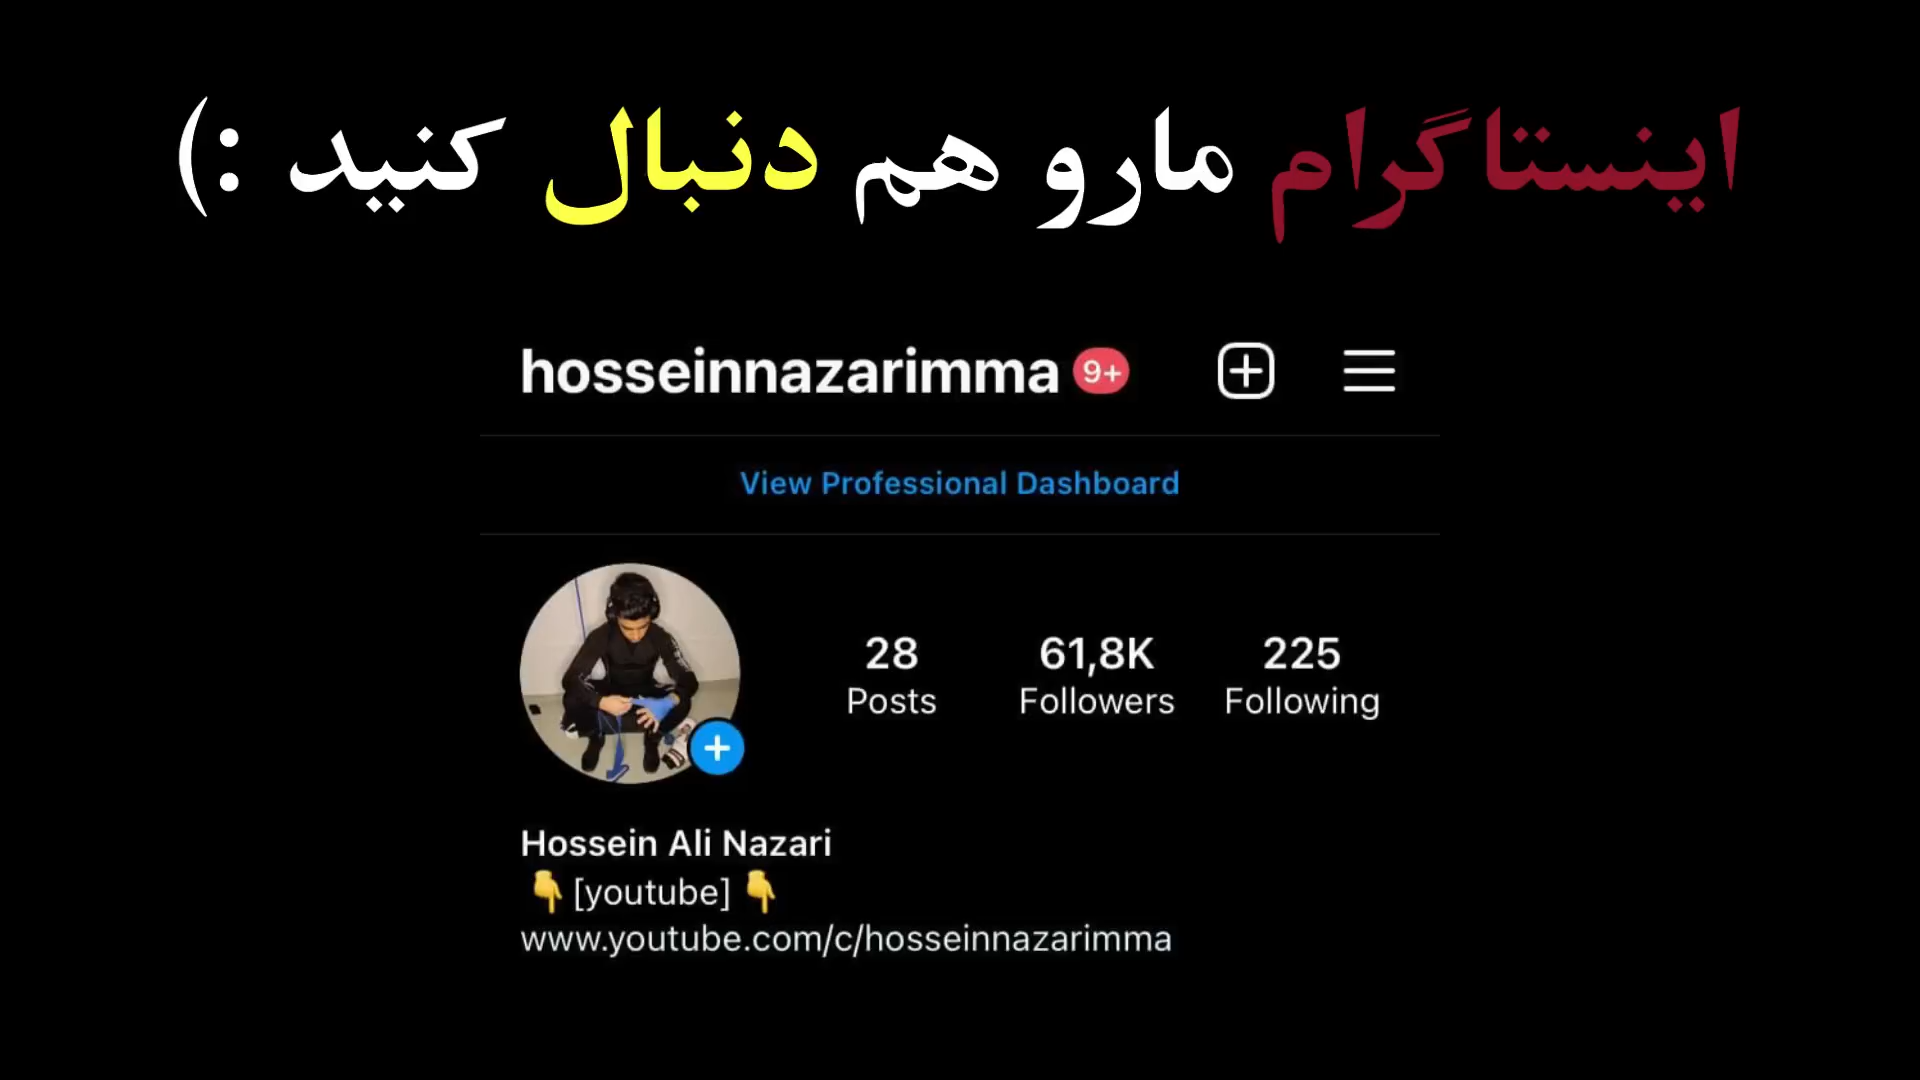 اینستاگرام مارو هم دنبال کنید :)
hosseinnazarimma 9+
View Professional Dashboard
28 61,8K 225
Posts Followers Following
Hossein Ali Nazari
👇 [youtube] 👇
www.youtube.com/c/hosseinnazarimma